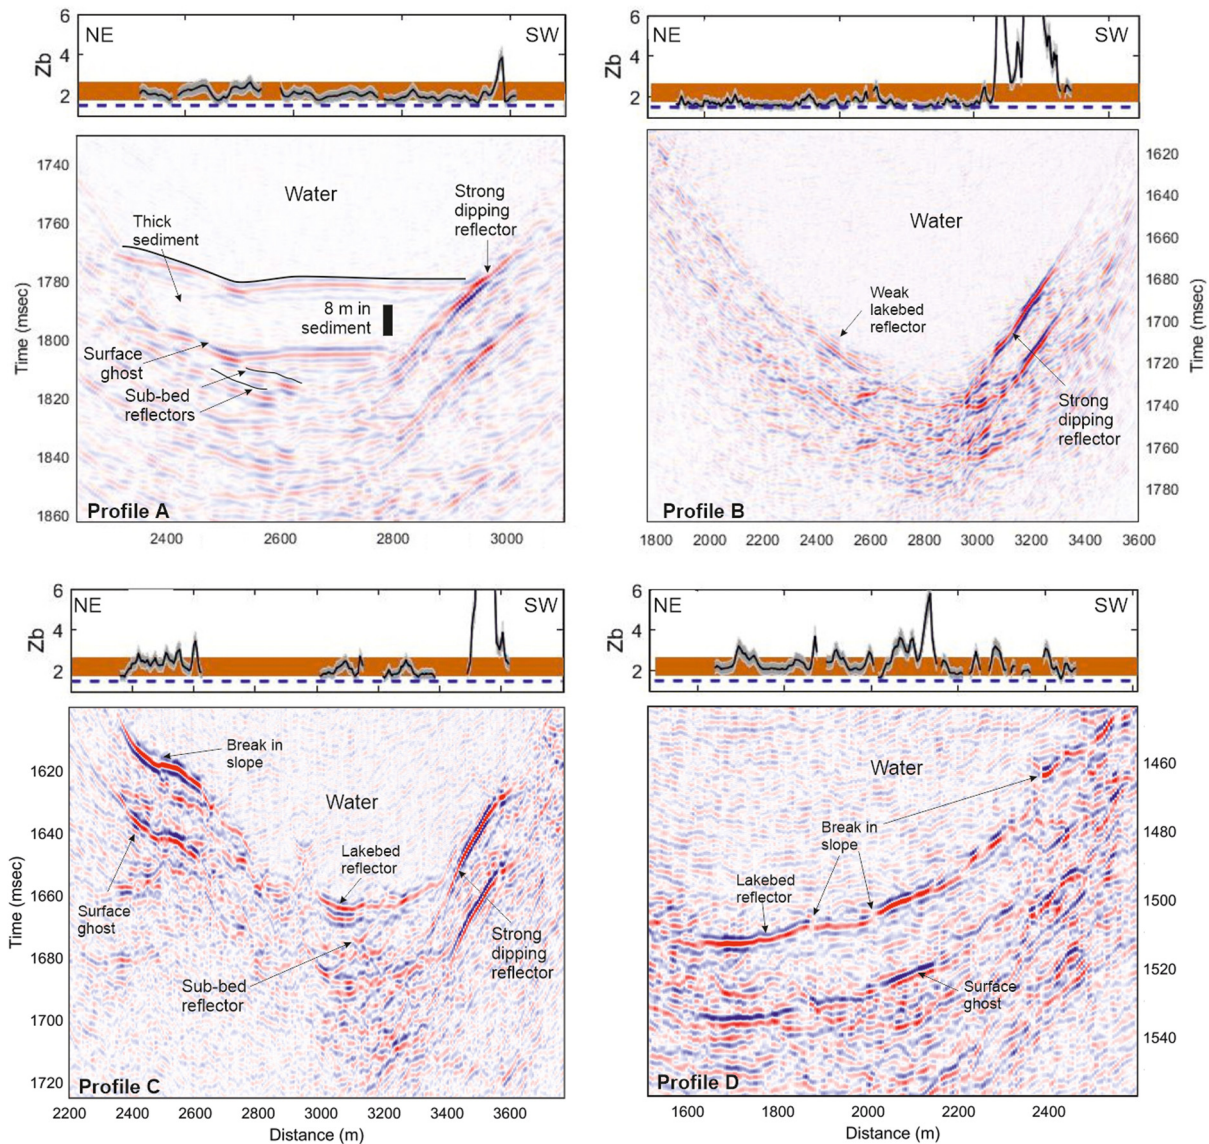 6
NE
SW
4
Zb
2
1740
Water
Strong
dipping
reflector
1760
Thick
sediment
1780
8 m in
sediment
Time (msec)
1800
Surface
ghost
Sub-bed
reflectors
1820
1840
1860
Profile A
2400
2600
2800
3000
6
NE
SW
4
Zb
2
1620
1640
Water
1660
1680
Weak
lakebed
reflector
1700
Time (msec)
1720
Strong
dipping
reflector
1740
1760
1780
Profile B
1800 2000 2200 2400 2600 2800 3000 3200 3400 3600
6
NE
SW
4
Zb
2
Break in
slope
1620
Water
1640
Lakebed
reflector
1660
Surface
ghost
Time (msec)
Strong
dipping
reflector
1680
Sub-bed
reflector
1700
1720
Profile C
2200 2400 2600 2800 3000 3200 3400 3600
Distance (m)
6
NE
SW
4
Zb
2
Water
1460
Break in
slope
1480
Lakebed
reflector
1500
1520
Surface
ghost
1540
Profile D
1600 1800 2000 2200 2400
Distance (m)